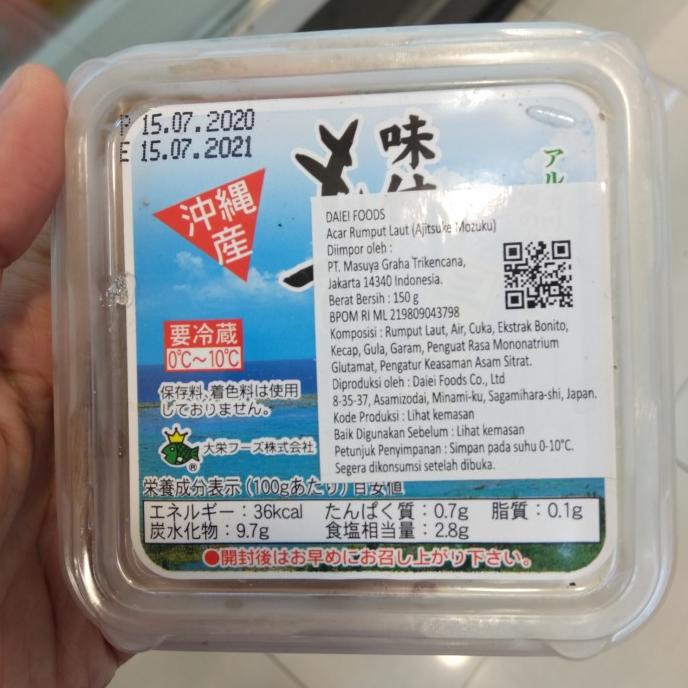 P 15.07.2020
E 15.07.2021
味
沖縄
産
要冷蔵
0℃～10℃
保存料、着色料は使用
しておりません。
大栄フーズ株式会社
DAIEI FOODS
Acar Rumput Laut (Ajitsuke Mozuku)
Diimpor oleh :
PT. Masuya Graha Trikencana,
Jakarta 14340 Indonesia.
Berat Bersih : 150 g
BPOM RI ML 219809043798
Komposisi : Rumput Laut, Air, Cuka, Ekstrak Bonito,
Kecap, Gula, Garam, Penguat Rasa Mononatrium
Glutamat, Pengatur Keasaman Asam Sitrat.
Diproduksi oleh : Daiei Foods Co., Ltd
8-35-37, Asamizodai, Minami-ku, Sagamihara-shi, Japan.
Kode Produksi : Lihat kemasan
Baik Digunakan Sebelum : Lihat kemasan
Petunjuk Penyimpanan : Simpan pada suhu 0-10°C.
Segera dikonsumsi setelah dibuka.
栄養成分表示 (100gあたり) 目安値
エネルギー：36kcal たんぱく質：0.7g 脂質：0.1g
炭水化物：9.7g 食塩相当量：2.8g
●開封後はお早めにお召し上がり下さい。